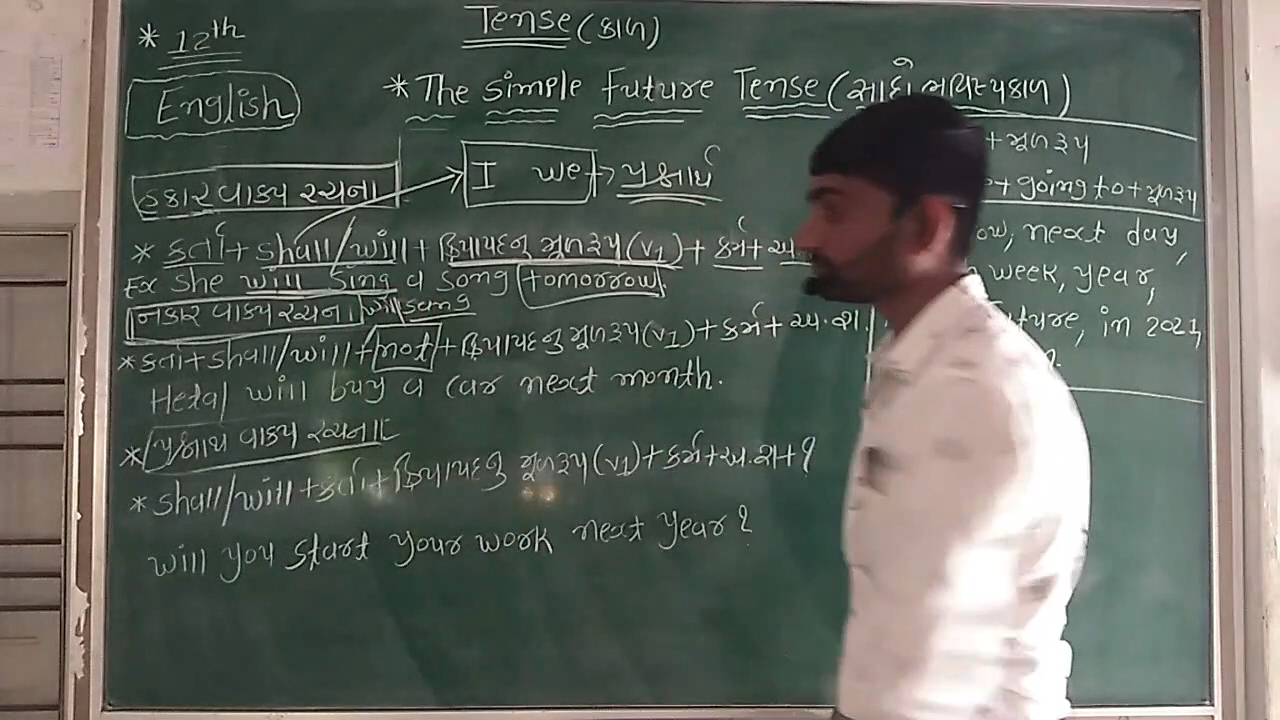 * 12th
Tense (કાળ)
English
* The Simple Future Tense (સાદો ભવિષ્યકાળ)
હકાર વાક્ય રચના
I we → પ્રશ્નાર્થ
* કર્તા + shall/will + ક્રિયાપદનુ મૂળરૂપ (v1) + કર્મ + અ.
Ex She will Sing a song tomorrow.
નકાર વાક્ય રચના
* કર્તા + shall/will + not + ક્રિયાપદનુ મૂળરૂપ (v1) + કર્મ + અ.શ.
Hetal will buy a car next month.
* પ્રશ્નાથ વાક્ય રચના
* Shall/will + કર્તા + ક્રિયાપદનુ મૂળરૂપ (v1) + કર્મ + અ.શ + ?
will you start your work next year?
+ મૂળરૂપ
+ going to + મૂળરૂપ
next day,
week, year,
in 2021,